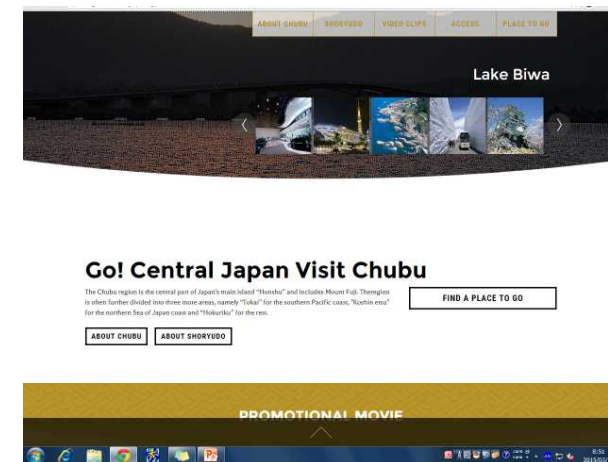 ABOUT CHUBU
SHORYUDO
VIDEO CLIPS
ACCESS
PLACE TO GO
Lake Biwa
Go! Central Japan Visit Chubu
The Chubu region is the central part of Japan's main island "Honshu" and includes Mount Fuji. Theregion
is often further divided into three more areas, namely "Tokai" for the southern Pacific coast, "Koshin etsu"
for the northern Sea of Japan coast and "Hokuriku" for the rest.
FIND A PLACE TO GO
ABOUT CHUBU
ABOUT SHORYUDO
PROMOTIONAL MOVIE
8:51